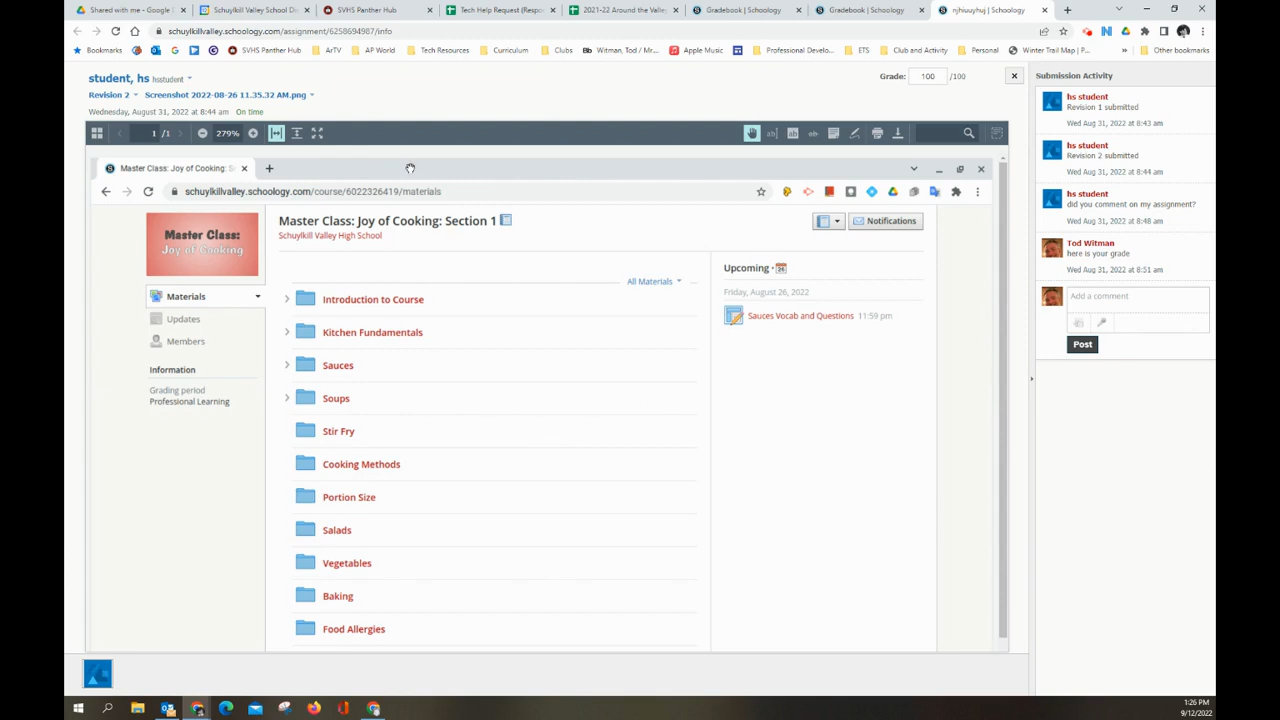 Shared with me - Google D
Schuylkill Valley School Di
SVHS Panther Hub
Tech Help Request (Respo
2021-22 Around the Valley
Gradebook | Schoology
Gradebook | Schoology
njhiuuyhuj | Schoology
schuylkillvalley.schoology.com/assignment/6258694987/info
Bookmarks
SVHS Panther Hub
ArTV
AP World
Tech Resources
Curriculum
Clubs
Witman, Tod / Mr...
Apple Music
Professional Develo...
ETS
Club and Activity
Personal
Winter Trail Map | P...
Other bookmarks
student, hs hsstudent
Grade: 100 /100
Revision 2 Screenshot 2022-08-26 11.35.32 AM.png
Wednesday, August 31, 2022 at 8:44 am On time
1 /1 279%
Master Class: Joy of Cooking: S
schuylkillvalley.schoology.com/course/6022326419/materials
Master Class:
Joy of Cooking
Materials
Updates
Members
Information
Grading period
Professional Learning
Master Class: Joy of Cooking: Section 1
Schuylkill Valley High School
Notifications
All Materials
Introduction to Course
Kitchen Fundamentals
Sauces
Soups
Stir Fry
Cooking Methods
Portion Size
Salads
Vegetables
Baking
Food Allergies
Upcoming
Friday, August 26, 2022
Sauces Vocab and Questions 11:59 pm
Submission Activity
hs student
Revision 1 submitted
Wed Aug 31, 2022 at 8:43 am
hs student
Revision 2 submitted
Wed Aug 31, 2022 at 8:44 am
hs student
did you comment on my assignment?
Wed Aug 31, 2022 at 8:48 am
Tod Witman
here is your grade
Wed Aug 31, 2022 at 8:51 am
Add a comment
Post
1:26 PM
9/12/2022